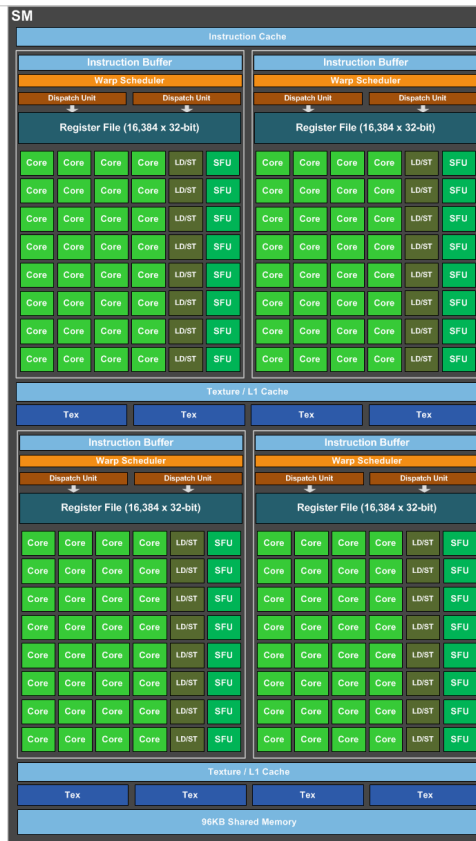 SM
Instruction Cache
Instruction Buffer Instruction Buffer
Warp Scheduler Warp Scheduler
Dispatch Unit Dispatch Unit Dispatch Unit Dispatch Unit
Register File (16,384 x 32-bit) Register File (16,384 x 32-bit)
Core Core Core Core LD/ST SFU Core Core Core Core LD/ST SFU
Core Core Core Core LD/ST SFU Core Core Core Core LD/ST SFU
Core Core Core Core LD/ST SFU Core Core Core Core LD/ST SFU
Core Core Core Core LD/ST SFU Core Core Core Core LD/ST SFU
Core Core Core Core LD/ST SFU Core Core Core Core LD/ST SFU
Core Core Core Core LD/ST SFU Core Core Core Core LD/ST SFU
Core Core Core Core LD/ST SFU Core Core Core Core LD/ST SFU
Core Core Core Core LD/ST SFU Core Core Core Core LD/ST SFU
Texture / L1 Cache
Tex Tex Tex Tex
Instruction Buffer Instruction Buffer
Warp Scheduler Warp Scheduler
Dispatch Unit Dispatch Unit Dispatch Unit Dispatch Unit
Register File (16,384 x 32-bit) Register File (16,384 x 32-bit)
Core Core Core Core LD/ST SFU Core Core Core Core LD/ST SFU
Core Core Core Core LD/ST SFU Core Core Core Core LD/ST SFU
Core Core Core Core LD/ST SFU Core Core Core Core LD/ST SFU
Core Core Core Core LD/ST SFU Core Core Core Core LD/ST SFU
Core Core Core Core LD/ST SFU Core Core Core Core LD/ST SFU
Core Core Core Core LD/ST SFU Core Core Core Core LD/ST SFU
Core Core Core Core LD/ST SFU Core Core Core Core LD/ST SFU
Core Core Core Core LD/ST SFU Core Core Core Core LD/ST SFU
Texture / L1 Cache
Tex Tex Tex Tex
96KB Shared Memory